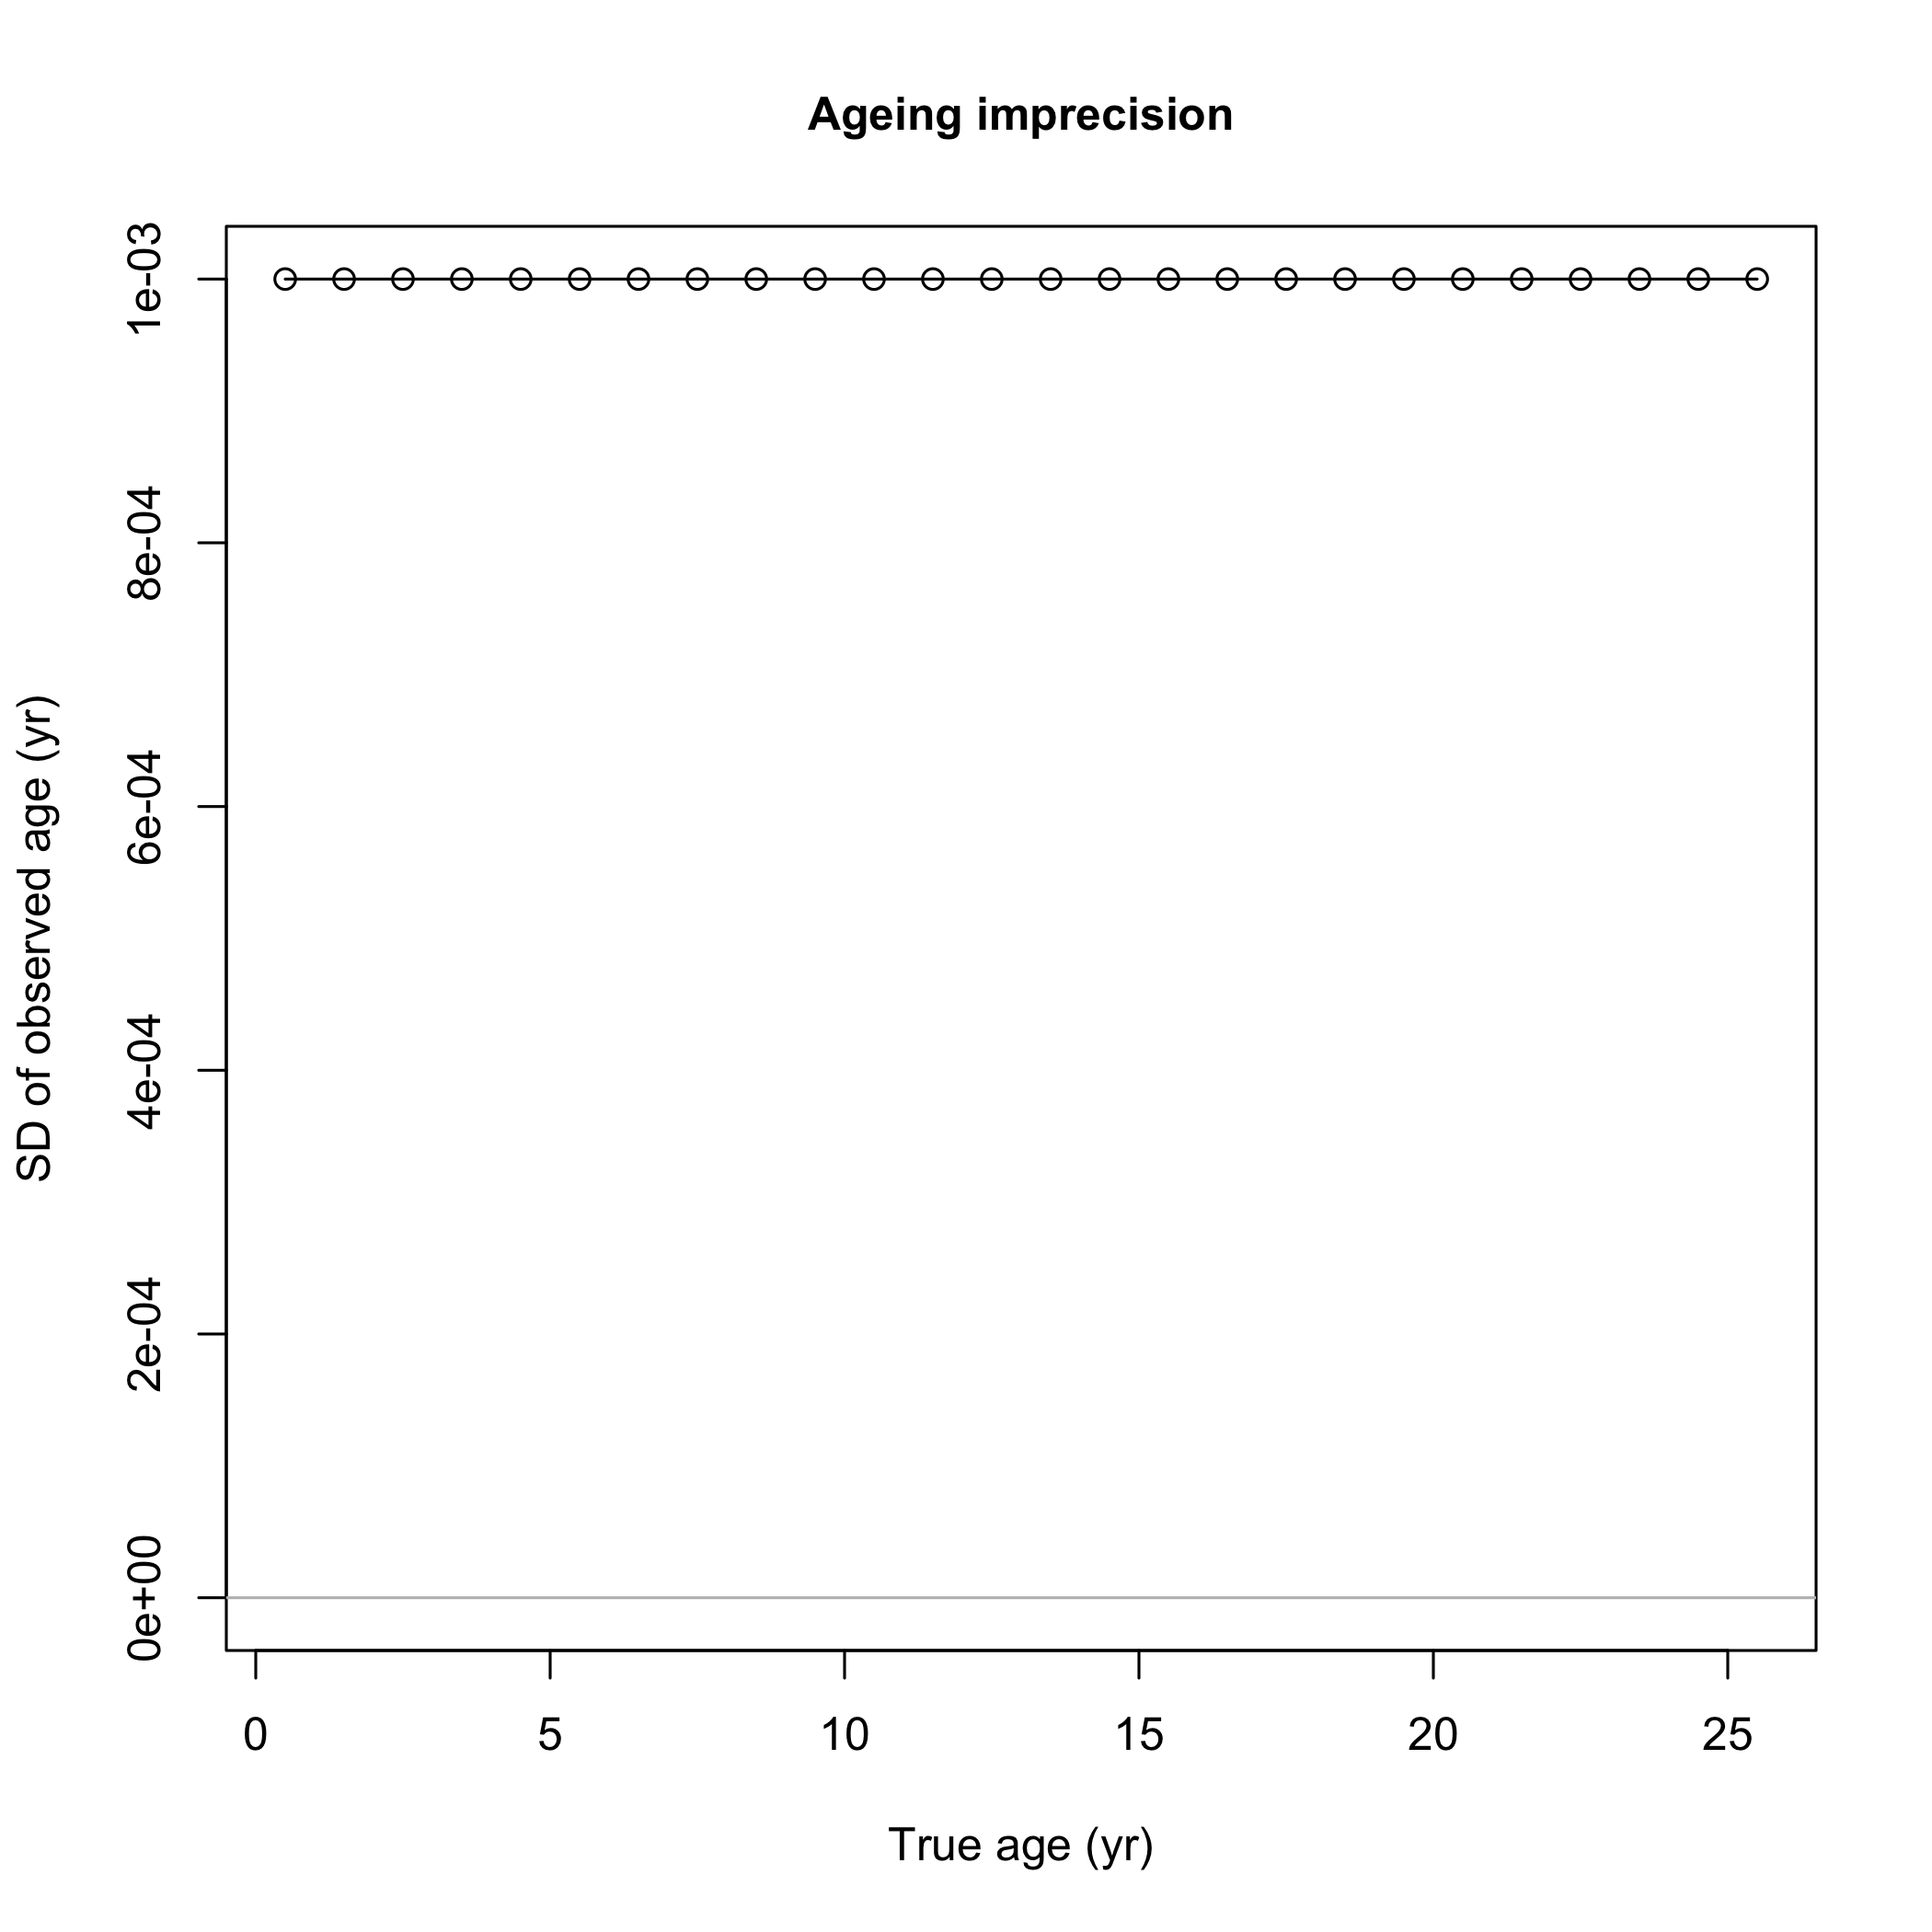 Ageing imprecision
SD of observed age (yr)
1e-03
8e-04
6e-04
4e-04
2e-04
0e+00
0 5 10 15 20 25
True age (yr)